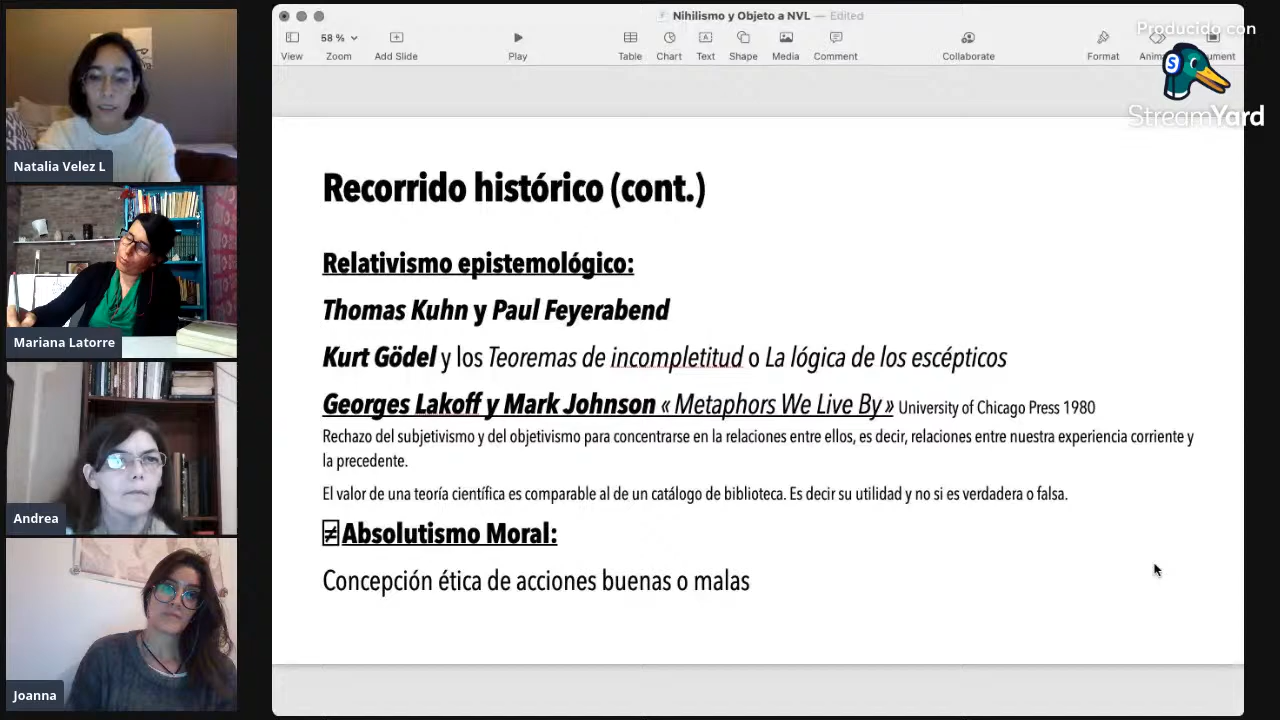 Nihilismo y Objeto a NVL — Edited
Producido con
58 %
View
Zoom
Add Slide
Play
Table
Chart
Text
Shape
Media
Comment
Collaborate
Format
StreamYard
Natalia Velez L
Mariana Latorre
Andrea
Joanna
Recorrido histórico (cont.)
Relativismo epistemológico:
Thomas Kuhn y Paul Feyerabend
Kurt Gödel y los Teoremas de incompletitud o La lógica de los escépticos
Georges Lakoff y Mark Johnson « Metaphors We Live By » University of Chicago Press 1980
Rechazo del subjetivismo y del objetivismo para concentrarse en la relaciones entre ellos, es decir, relaciones entre nuestra experiencia corriente y
la precedente.
El valor de una teoría científica es comparable al de un catálogo de biblioteca. Es decir su utilidad y no si es verdadera o falsa.
≠Absolutismo Moral:
Concepción ética de acciones buenas o malas